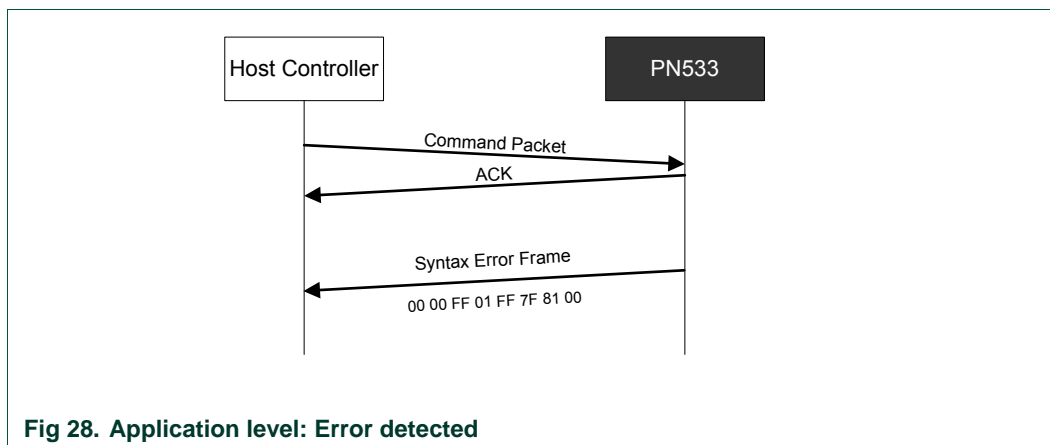 Host Controller
PN533
Command Packet
ACK
Syntax Error Frame
00 00 FF 01 FF 7F 81 00
Fig 28. Application level: Error detected